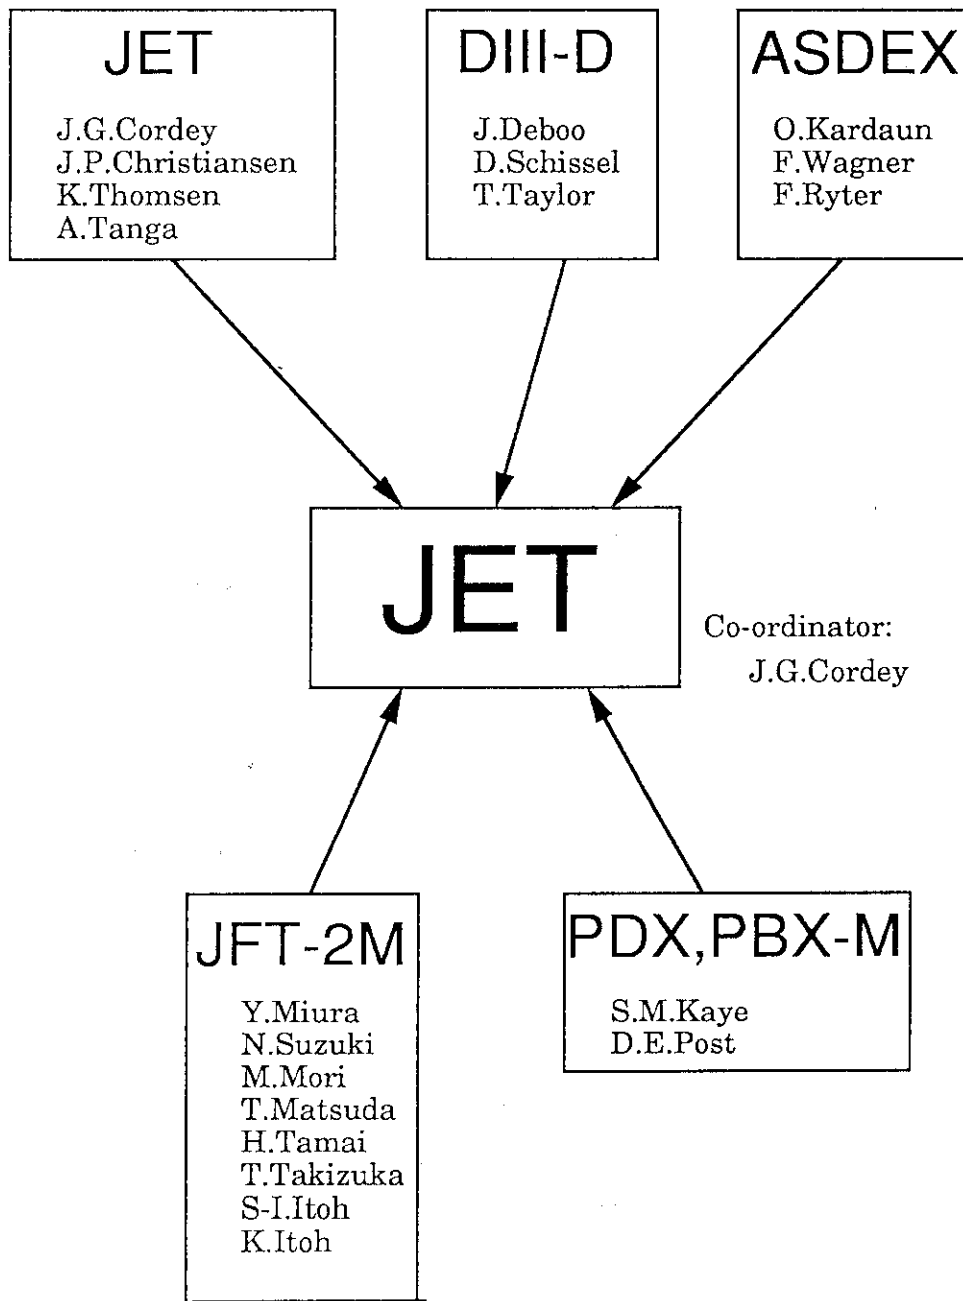 JET
J.G.Cordey
J.P.Christiansen
K.Thomsen
A.Tanga
DIII-D
J.Deboo
D.Schissel
T.Taylor
ASDEX
O.Kardaun
F.Wagner
F.Ryter
JET
Co-ordinator:
J.G.Cordey
JFT-2M
Y.Miura
N.Suzuki
M.Mori
T.Matsuda
H.Tamai
T.Takizuka
S-I.Itoh
K.Itoh
PDX,PBX-M
S.M.Kaye
D.E.Post